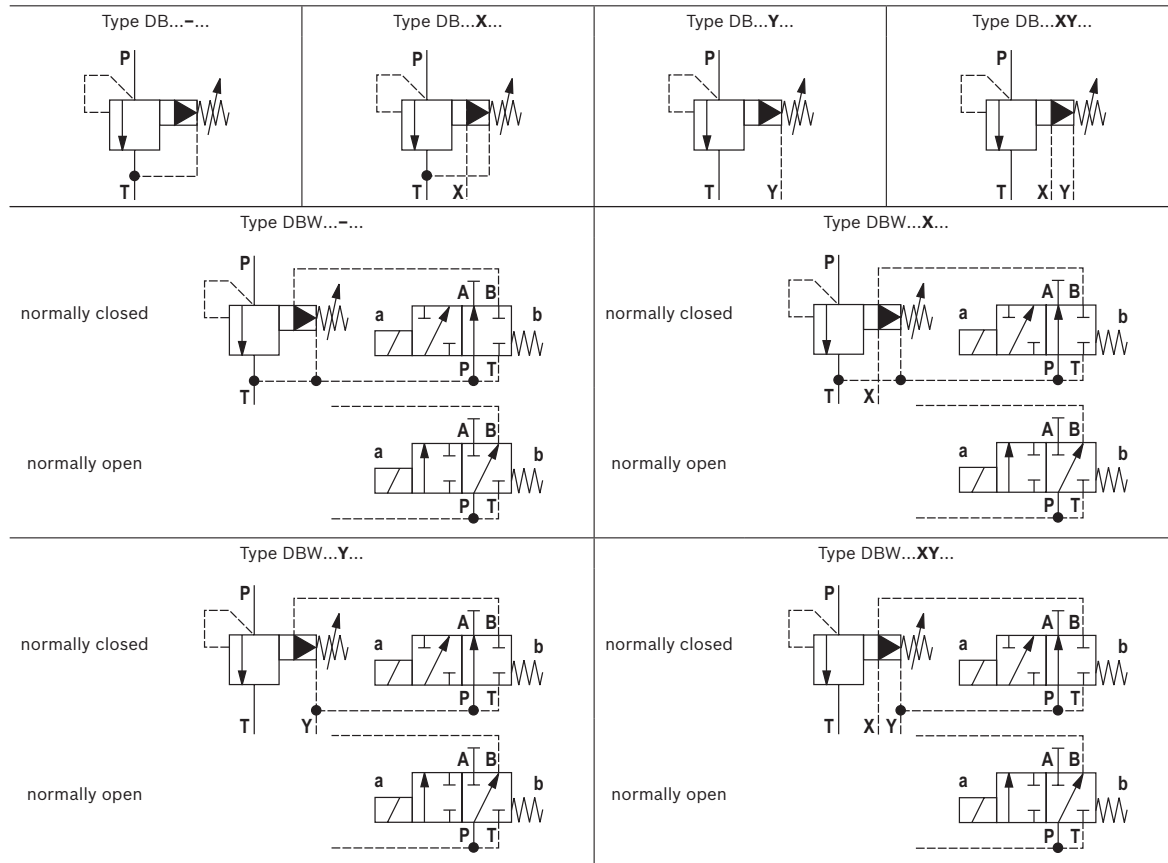 Type DB...–...
Type DB...X...
Type DB...Y...
Type DB...XY...
P
P
P
P
T
T X
T Y
T X Y
Type DBW...–...
Type DBW...X...
normally closed
P
a A B b
P T
T
normally closed
P
a A B b
P T
T X
normally open
a A B b
P T
normally open
a A B b
P T
Type DBW...Y...
Type DBW...XY...
normally closed
P
a A B b
P T
T Y
normally closed
P
a A B b
P T
T X Y
normally open
a A B b
P T
normally open
a A B b
P T